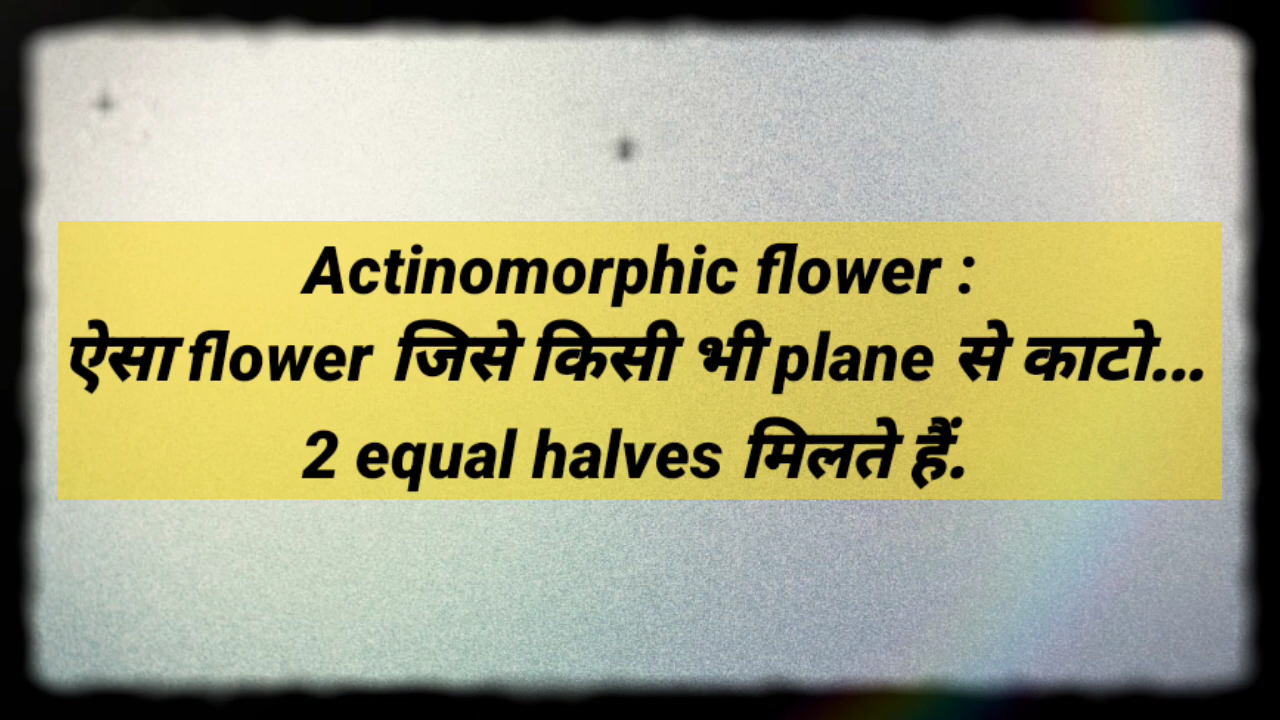 Actinomorphic flower :
ऐसा flower जिसे किसी भी plane से काटो...
2 equal halves मिलते हैं.